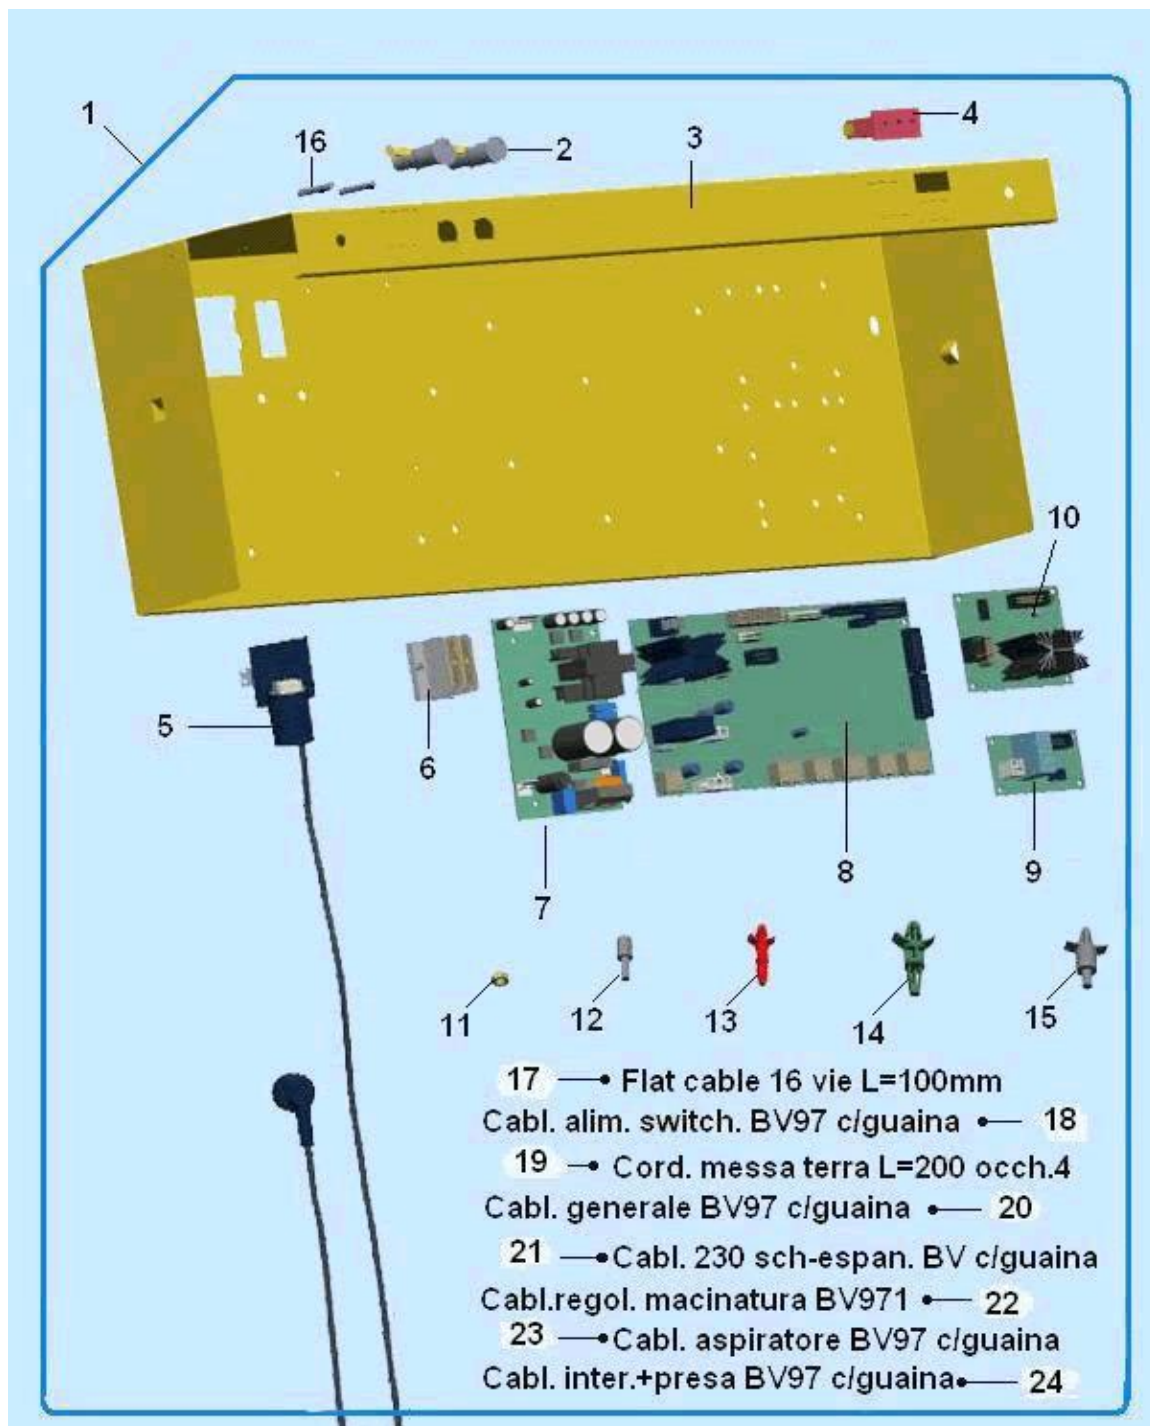 1
16
2
3
4
10
5
6
7
8
9
11
12
13
14
15
17 Flat cable 16 vie L=100mm
Cabl. alim. switch. BV97 c/guaina 18
19 Cord. messa terra L=200 occh.4
Cabl. generale BV97 c/guaina 20
21 Cabl. 230 sch-espan. BV c/guaina
Cabl.regol. macinatura BV971 22
23 Cabl. aspiratore BV97 c/guaina
Cabl. inter.+presa BV97 c/guaina 24